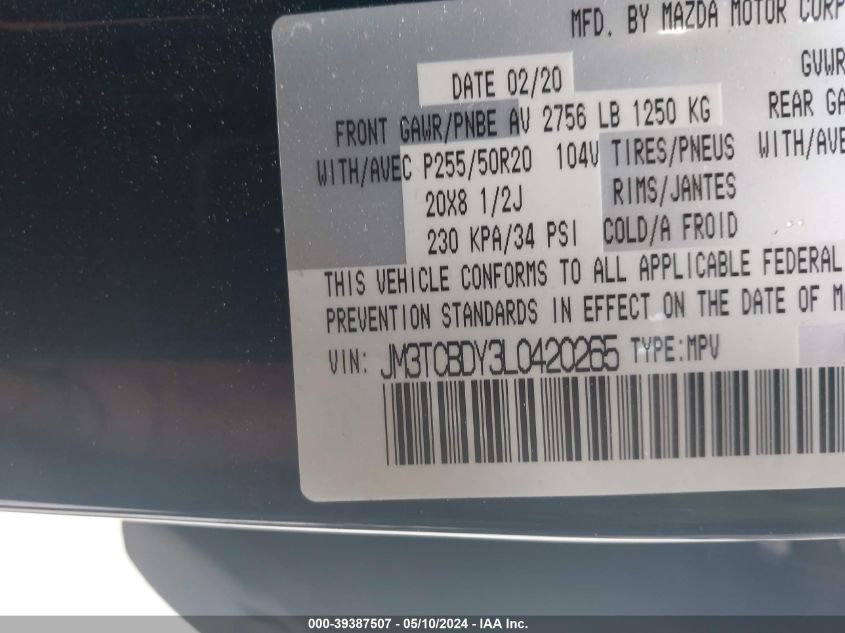 MFD. BY MAZDA MOTOR CORP
DATE 02/20
GVWR
FRONT GAWR/PNBE AV 2756 LB 1250 KG
REAR GA
WITH/AVEC P255/50R20 104V TIRES/PNEUS WITH/AVE
20X8 1/2J RIMS/JANTES
230 KPA/34 PSI COLD/A FROID
THIS VEHICLE CONFORMS TO ALL APPLICABLE FEDERAL
PREVENTION STANDARDS IN EFFECT ON THE DATE OF M
VIN: JM3TCBDY3L0420265 TYPE:MPV
000-39387507 - 05/10/2024 - IAA Inc.